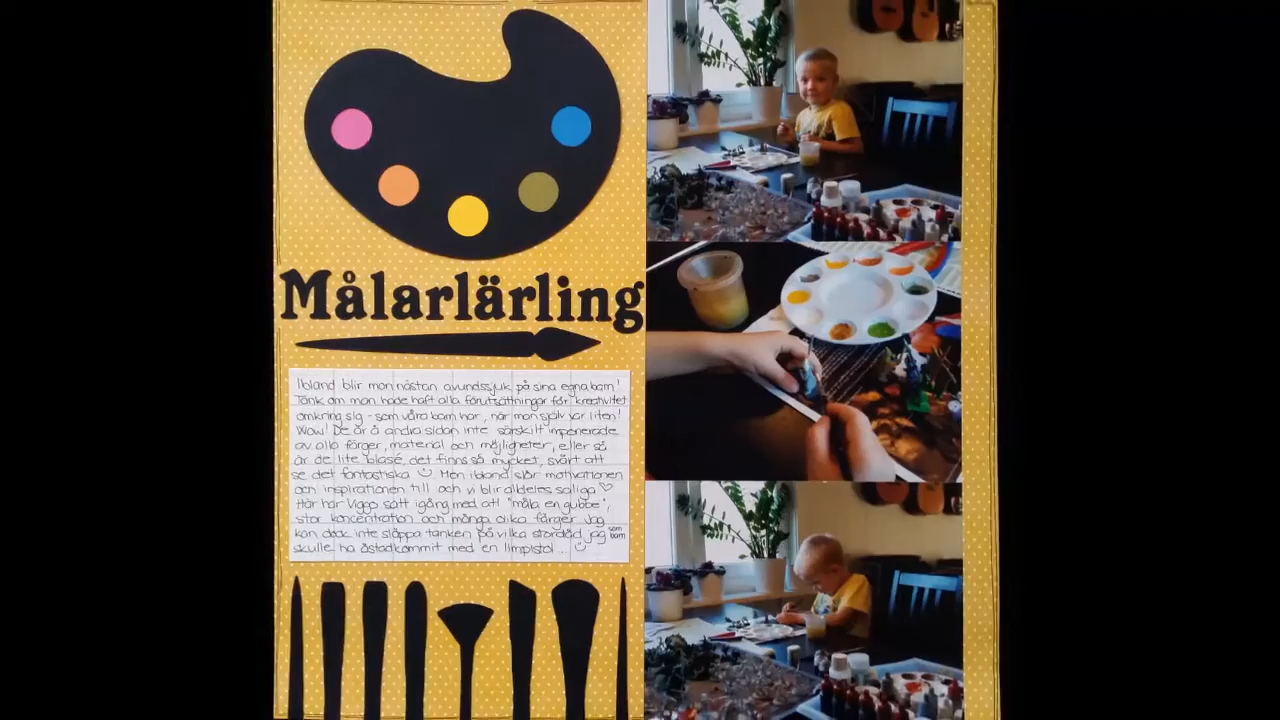 Målarlärling
Ibland blir man nästan avundssjuk på sina egna barn!
Tänk om man hade haft alla förutsättningar för kreativitet
omkring sig - som våra barn har, när man själv var liten!
Wow! De är å andra sidan inte särskilt imponerade
av alla färger, material och möjligheter, eller så
är de lite blasé, det finns så mycket, svårt att
se det fantastiska Men ibland slår motivationen
och inspirationen till och vi blir alldeles saliga
Här har Viggo satt igång med att "måla en gubbe",
stor koncentration och många olika färger. Jag
kan dock inte släppa tanken på vilka stordåd jag som barn
skulle ha åstadkommit med en limpistol...